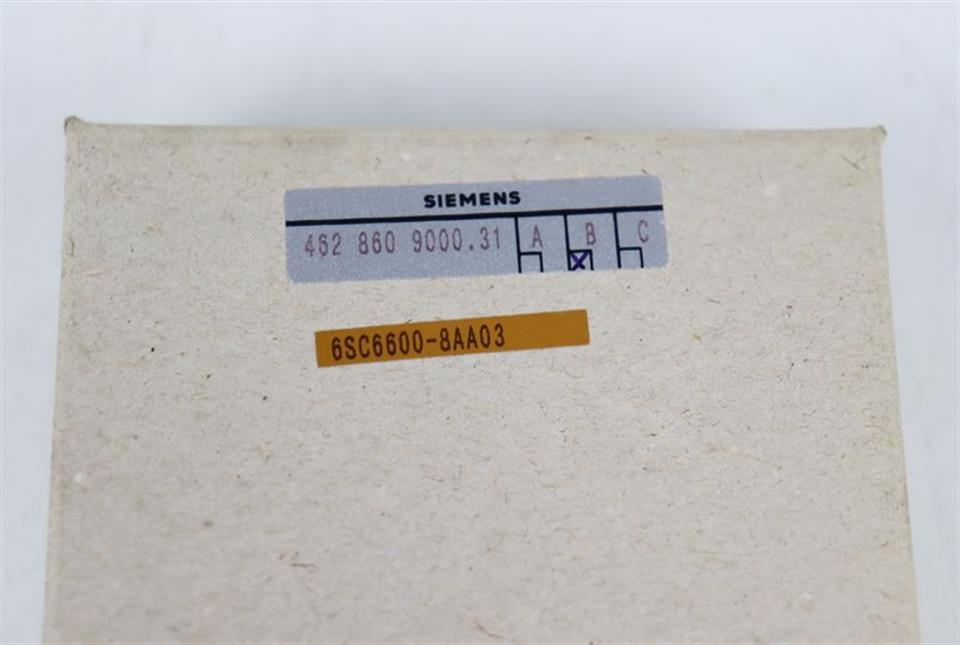 SIEMENS
462 860 9000.31 A B C
6SC6600-8AA03